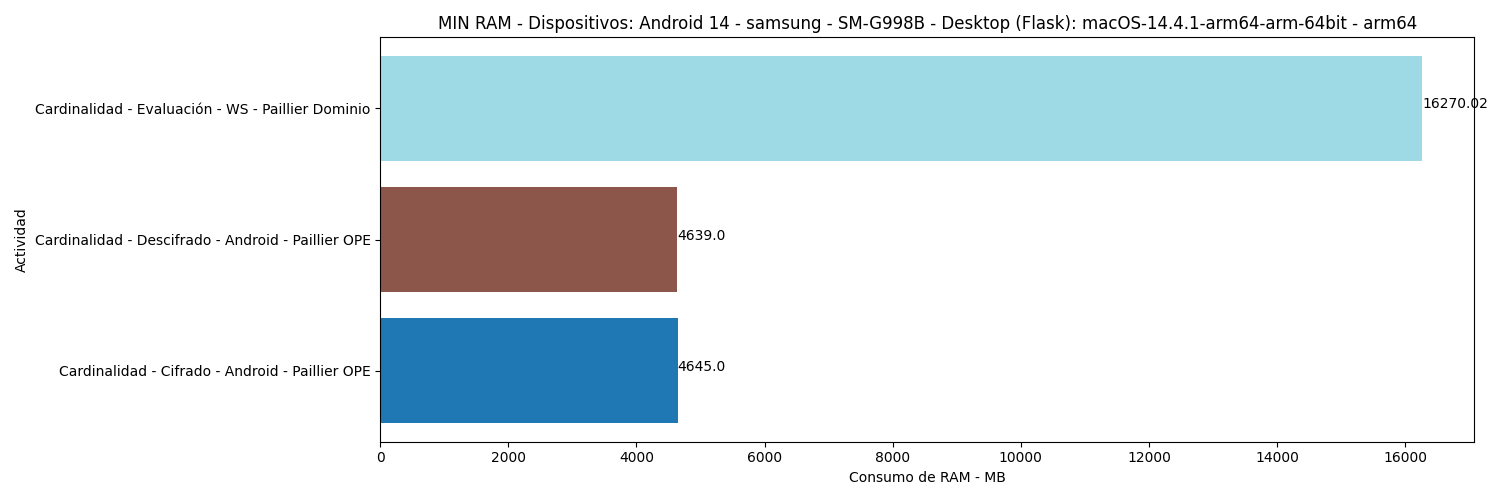 MIN RAM - Dispositivos: Android 14 - samsung - SM-G998B - Desktop (Flask): macOS-14.4.1-arm64-arm-64bit - arm64
Cardinalidad - Evaluación - WS - Paillier Dominio
16270.02
Actividad
Cardinalidad - Descifrado - Android - Paillier OPE
4639.0
Cardinalidad - Cifrado - Android - Paillier OPE
4645.0
0 2000 4000 6000 8000 10000 12000 14000 16000
Consumo de RAM - MB